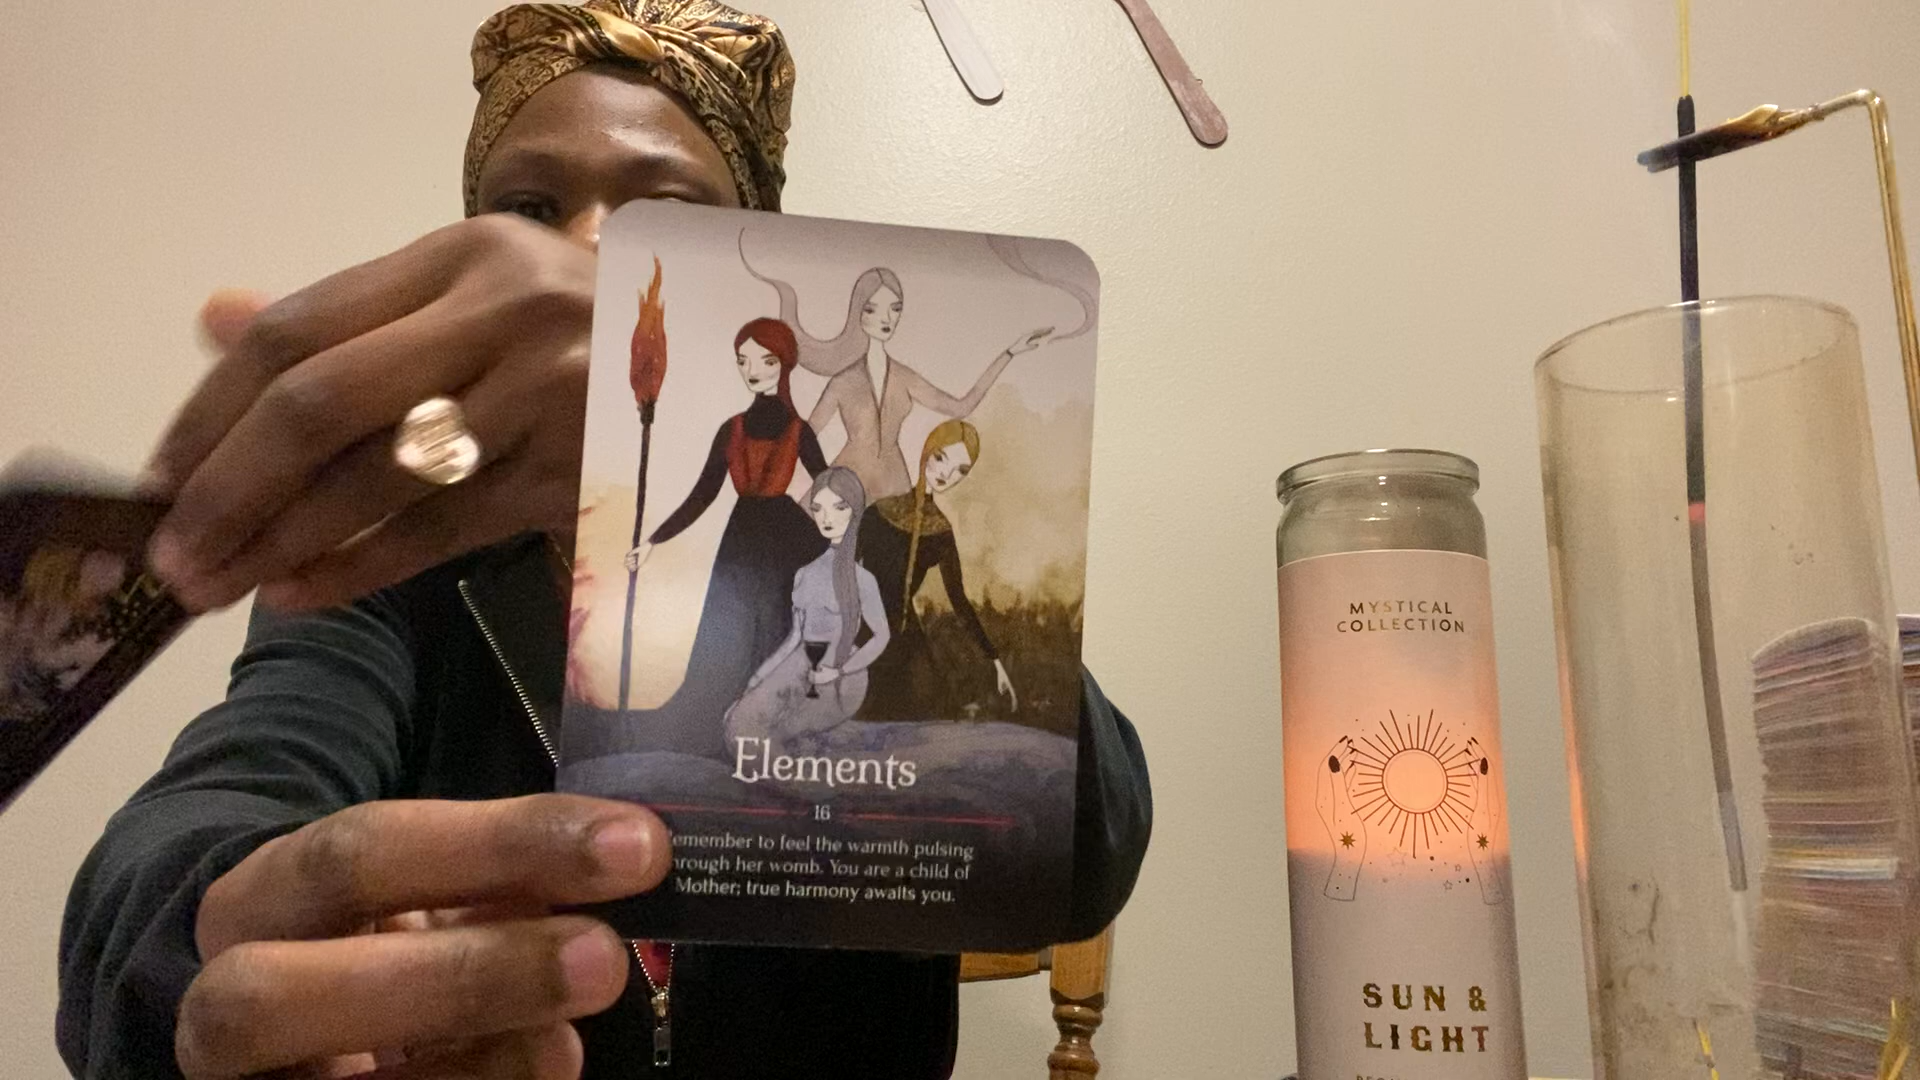 Elements
16
emember to feel the warmth pulsing
rough her womb. You are a child of
Mother; true harmony awaits you.
MYSTICAL
COLLECTION
SUN &
LIGHT